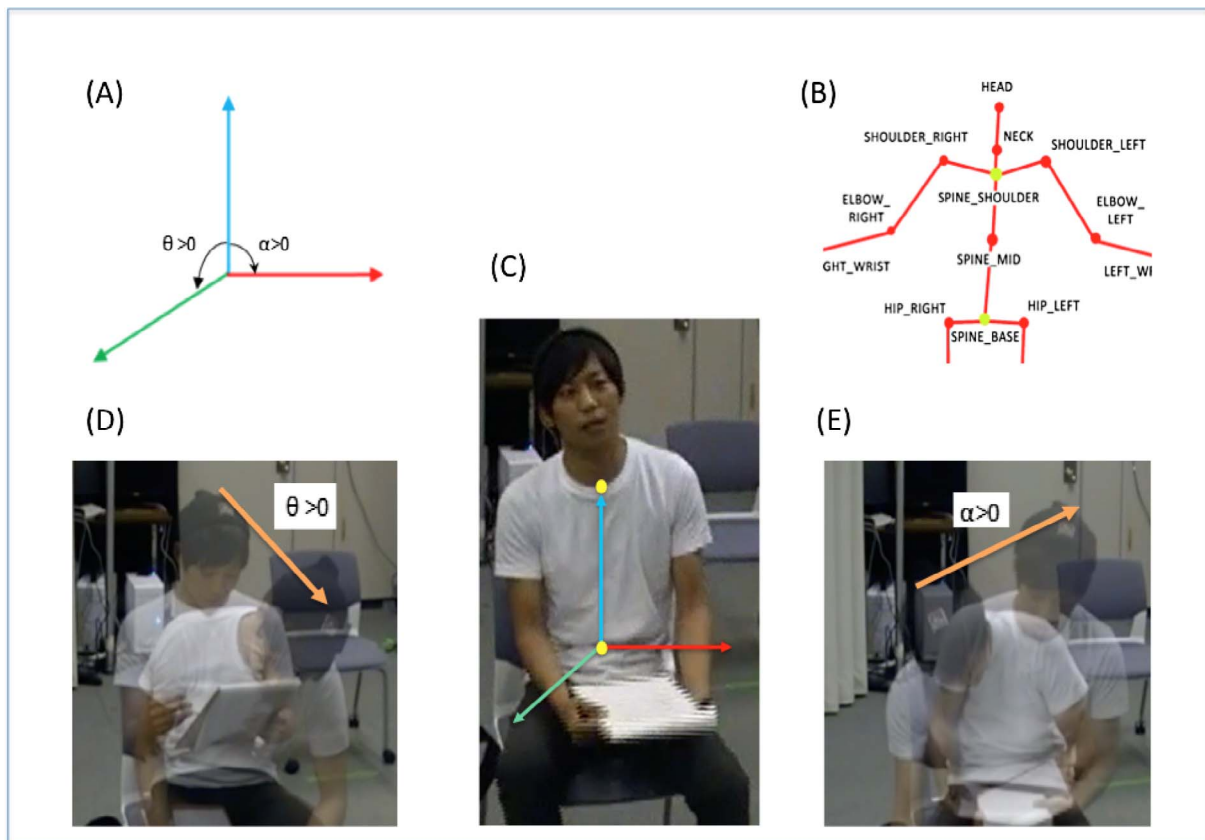 (A)
θ >0
α>0
(B)
HEAD
SHOULDER_RIGHT
NECK
SHOULDER_LEFT
SPINE_SHOULDER
ELBOW_
RIGHT
ELBOW_
LEFT
GHT_WRIST
SPINE_MID
LEFT_WI
HIP_RIGHT
HIP_LEFT
SPINE_BASE
(C)
(D)
θ >0
(E)
α>0